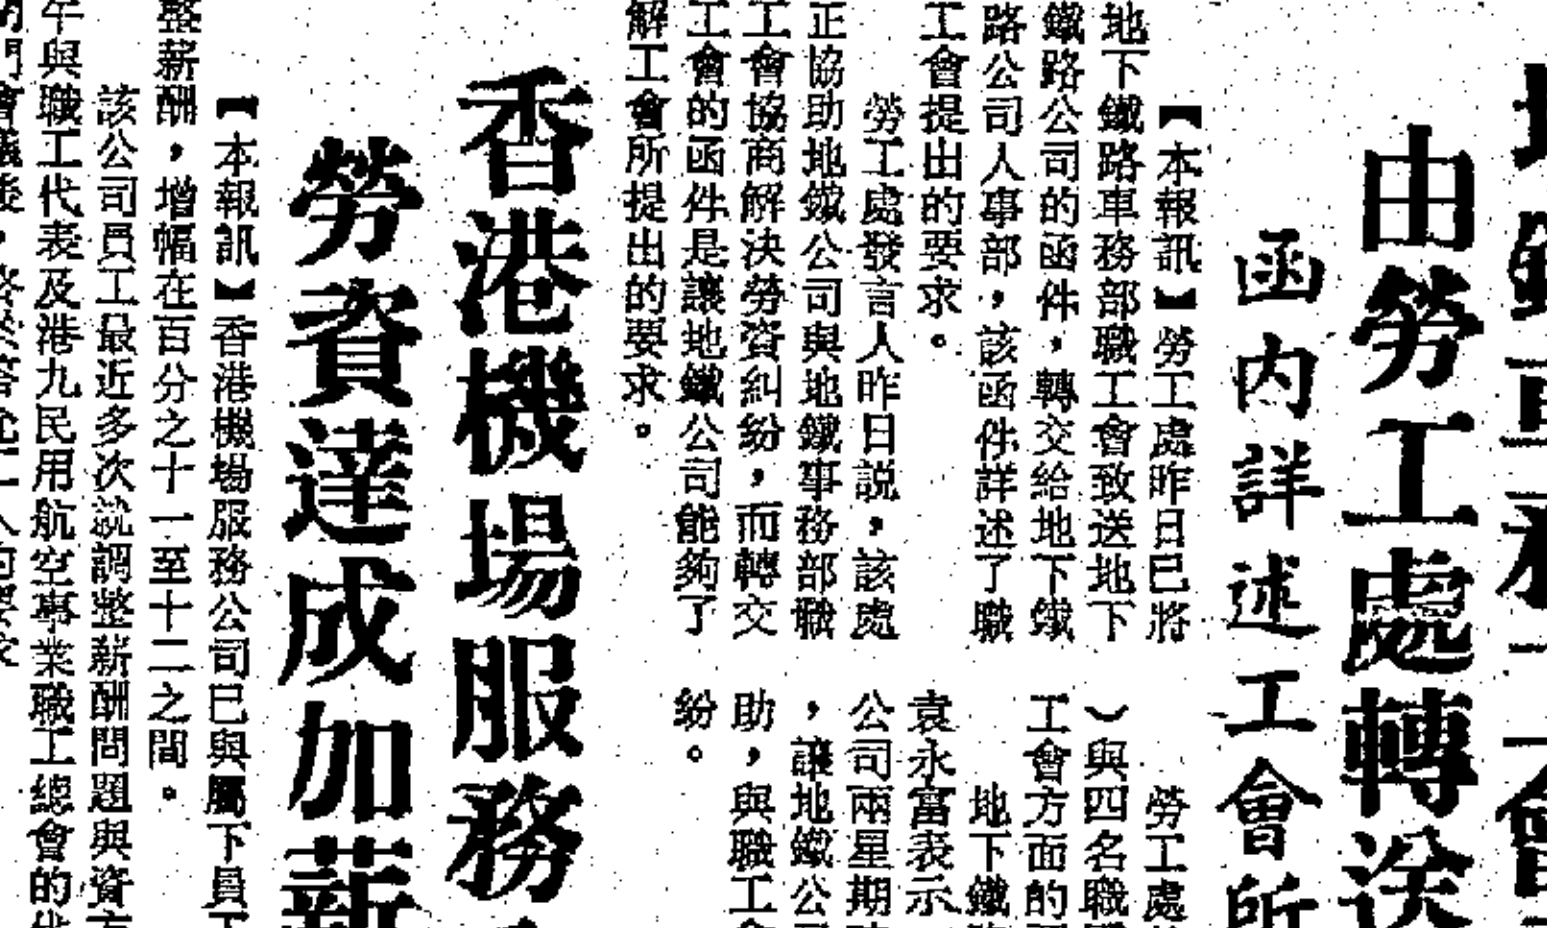 由勞工處轉送
函内詳述工會所
【本報訊】勞工處昨日已將
地下鐵路車務部職工會致送地下
鐵路公司的函件，轉交給地下鐵
路公司人事部，該函件詳述了職
工會提出的要求。
勞工處發言人昨日説，該處
正協助地鐵公司與地鐵事務部職
工會協商解決勞資糾紛，而轉交
工會的函件是讓地鐵公司能夠了
解工會所提出的要求。
勞工處
）與四名職
工會方面的
地下鐵
袁永富表示
公司兩星期
，讓地鐵公
助，與職工
紛。
香港機場服務
勞資達成加薪
【本報訊】香港機場服務公司已與屬下員
整薪酬，增幅在百分之十一至十二之間。
該公司員工最近多次就調整薪酬問題與資方
午與職工代表及港九民用航空事業職工總會的